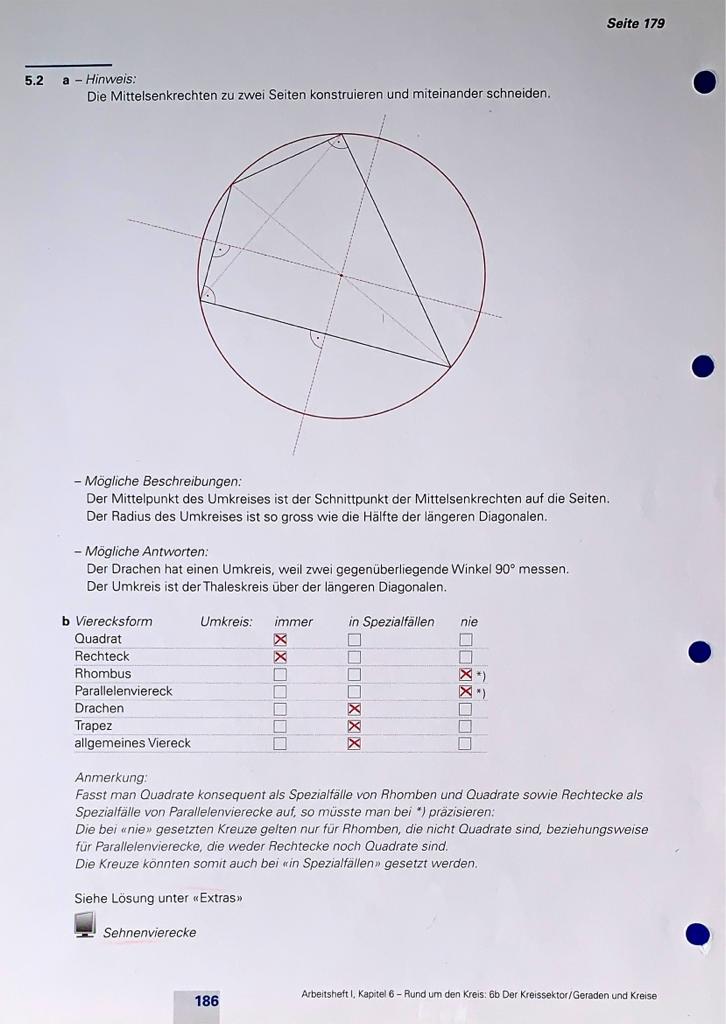 Seite 179
5.2 a – Hinweis:
Die Mittelsenkrechten zu zwei Seiten konstruieren und miteinander schneiden.
– Mögliche Beschreibungen:
Der Mittelpunkt des Umkreises ist der Schnittpunkt der Mittelsenkrechten auf die Seiten.
Der Radius des Umkreises ist so gross wie die Hälfte der längeren Diagonalen.
– Mögliche Antworten:
Der Drachen hat einen Umkreis, weil zwei gegenüberliegende Winkel 90° messen.
Der Umkreis ist der Thaleskreis über der längeren Diagonalen.
b Vierecksform Umkreis: immer in Spezialfällen nie
Quadrat
Rechteck
Rhombus *)
Parallelenviereck *)
Drachen
Trapez
allgemeines Viereck
Anmerkung:
Fasst man Quadrate konsequent als Spezialfälle von Rhomben und Quadrate sowie Rechtecke als
Spezialfälle von Parallelenvierecke auf, so müsste man bei *) präzisieren:
Die bei «nie» gesetzten Kreuze gelten nur für Rhomben, die nicht Quadrate sind, beziehungsweise
für Parallelenvierecke, die weder Rechtecke noch Quadrate sind.
Die Kreuze könnten somit auch bei «in Spezialfällen» gesetzt werden.
Siehe Lösung unter «Extras»
Sehnenvierecke
186
Arbeitsheft I, Kapitel 6 – Rund um den Kreis: 6b Der Kreissektor/Geraden und Kreise